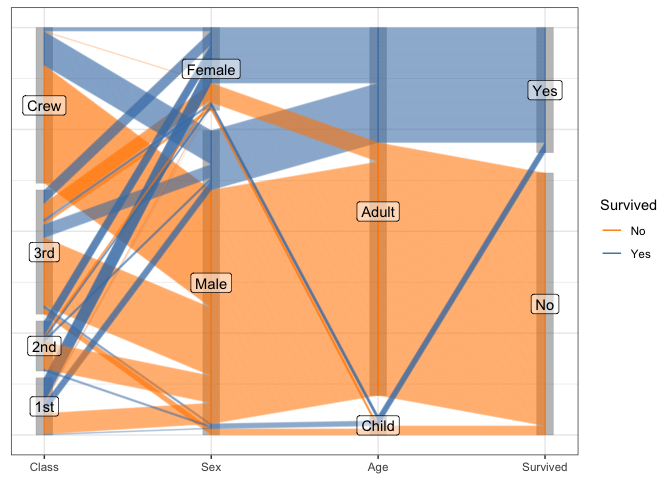 Female
Yes
Crew
Survived
Adult
No
Yes
3rd
Male
No
2nd
1st
Child
Class
Sex
Age
Survived